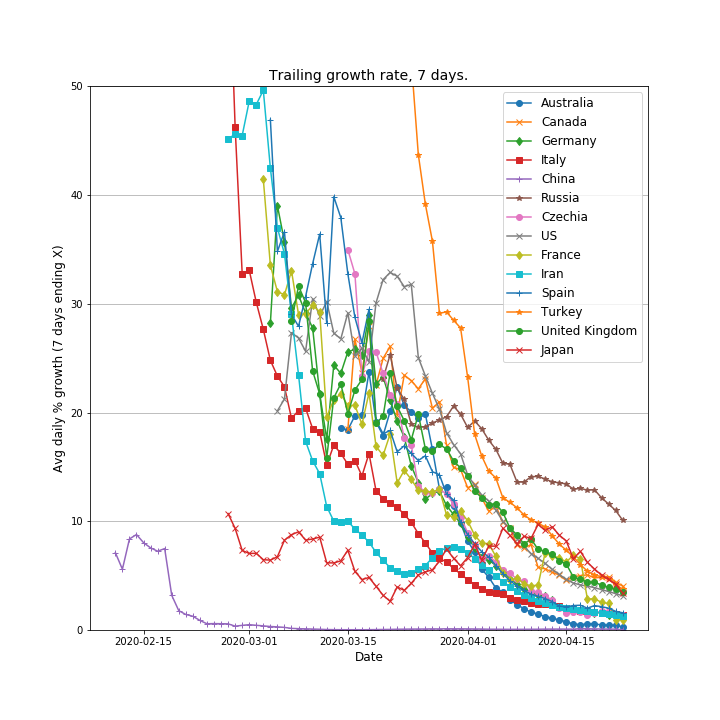 Trailing growth rate, 7 days.
Avg daily % growth (7 days ending X)
50
40
30
20
10
0
Australia
Canada
Germany
Italy
China
Russia
Czechia
US
France
Iran
Spain
Turkey
United Kingdom
Japan
2020-02-15
2020-03-01
2020-03-15
2020-04-01
2020-04-15
Date